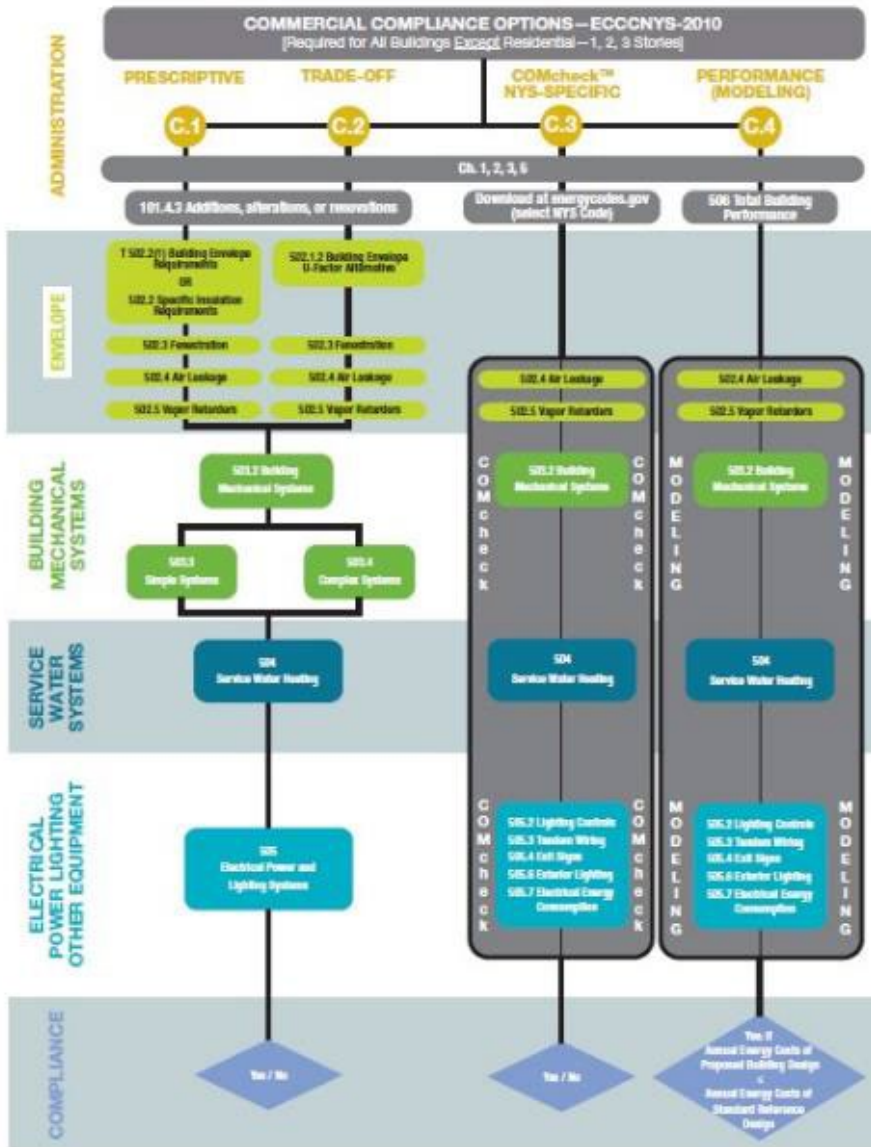 COMMERCIAL COMPLIANCE OPTIONS—ECCCNYS-2010
[Required for All Buildings Except Residential—1, 2, 3 Stories]
ADMINISTRATION
PRESCRIPTIVE
TRADE-OFF
COMcheck™
NYS-SPECIFIC
PERFORMANCE
(MODELING)
C.1
C.2
C.3
C.4
Ch. 1, 2, 3, 5
101.4.3 Additions, alterations, or renovations
Download at energycodes.gov
(select NYS Code)
506 Total Building
Performance
ENVELOPE
T 502.2(1) Building Envelope
Requirements
OR
502.2 Specific Insulation
Requirements
502.1.2 Building Envelope
U-Factor Alternative
502.3 Fenestration
502.3 Fenestration
502.4 Air Leakage
502.4 Air Leakage
502.4 Air Leakage
502.4 Air Leakage
502.5 Vapor Retarders
502.5 Vapor Retarders
502.5 Vapor Retarders
502.5 Vapor Retarders
BUILDING
MECHANICAL
SYSTEMS
503.2 Building
Mechanical Systems
COMcheck
503.2 Building
Mechanical Systems
COMcheck
MODELING
503.2 Building
Mechanical Systems
MODELING
503.3
Simple Systems
503.4
Complex Systems
SERVICE
WATER
SYSTEMS
504
Service Water Heating
504
Service Water Heating
504
Service Water Heating
ELECTRICAL
POWER LIGHTING
OTHER EQUIPMENT
505
Electrical Power and
Lighting Systems
COMcheck
505.2 Lighting Controls
505.3 Tandem Wiring
505.4 Exit Signs
505.6 Exterior Lighting
505.7 Electrical Energy
Consumption
COMcheck
MODELING
505.2 Lighting Controls
505.3 Tandem Wiring
505.4 Exit Signs
505.6 Exterior Lighting
505.7 Electrical Energy
Consumption
MODELING
COMPLIANCE
Yes / No
Yes / No
Yes: If
Annual Energy Costs of
Proposed Building Design
≤
Annual Energy Costs of
Standard Reference
Design